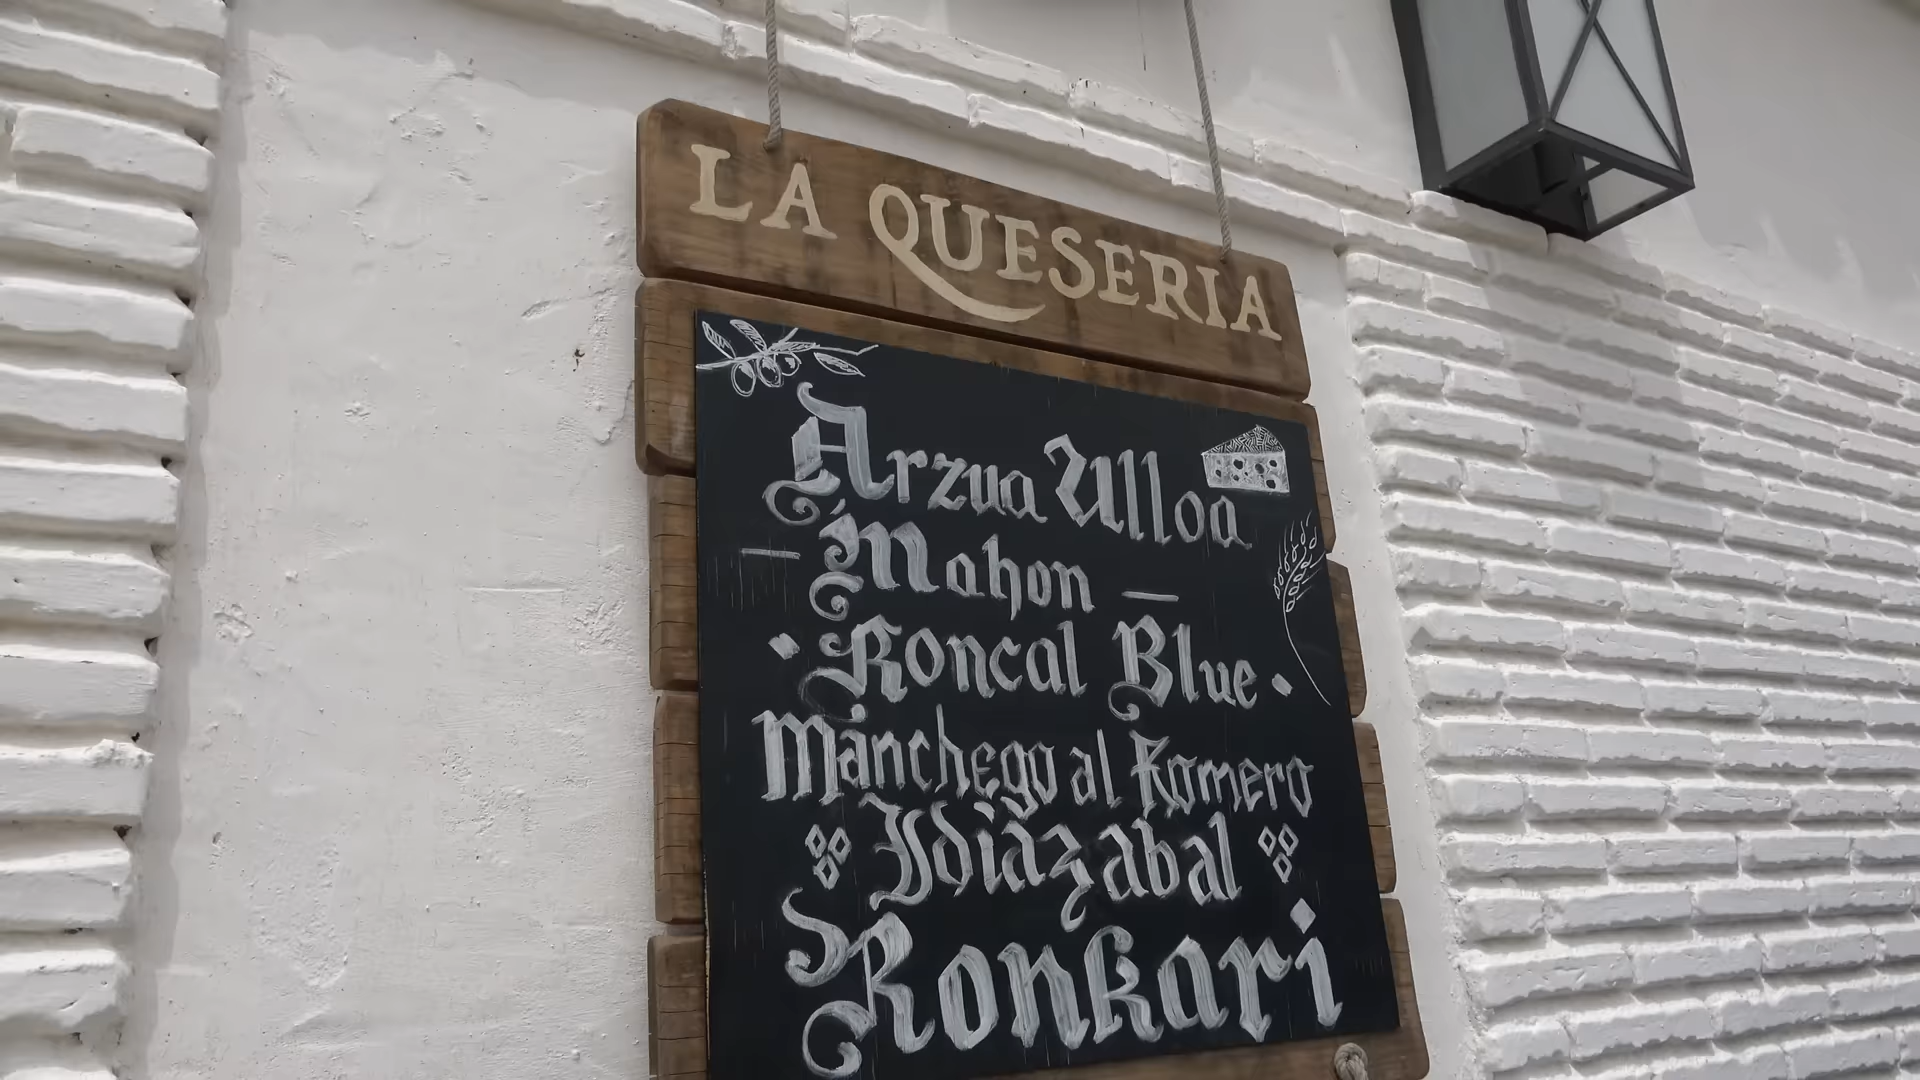 LA QUESERIA
Arzua Ulloa
Mahon
Roncal Blue
Manchego al Romero
Idiazabal
Ronkari